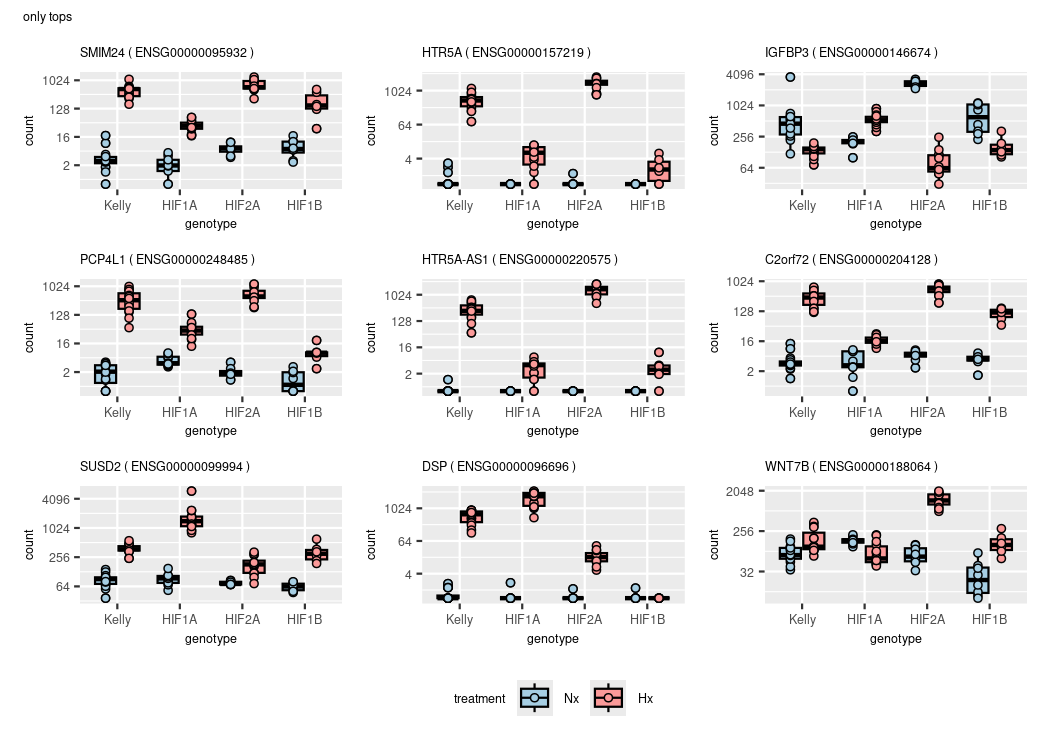 only tops
SMIM24 ( ENSG00000095932 )
HTR5A ( ENSG00000157219 )
IGFBP3 ( ENSG00000146674 )
count
1024
128
16
2
count
1024
64
4
count
4096
1024
256
64
Kelly HIF1A HIF2A HIF1B
Kelly HIF1A HIF2A HIF1B
Kelly HIF1A HIF2A HIF1B
genotype
genotype
genotype
PCP4L1 ( ENSG00000248485 )
HTR5A-AS1 ( ENSG00000220575 )
C2orf72 ( ENSG00000204128 )
count
1024
128
16
2
count
1024
128
16
2
count
1024
128
16
2
Kelly HIF1A HIF2A HIF1B
Kelly HIF1A HIF2A HIF1B
Kelly HIF1A HIF2A HIF1B
genotype
genotype
genotype
SUSD2 ( ENSG00000099994 )
DSP ( ENSG00000096696 )
WNT7B ( ENSG00000188064 )
count
4096
1024
256
64
count
1024
64
4
count
2048
256
32
Kelly HIF1A HIF2A HIF1B
Kelly HIF1A HIF2A HIF1B
Kelly HIF1A HIF2A HIF1B
genotype
genotype
genotype
treatment Nx Hx